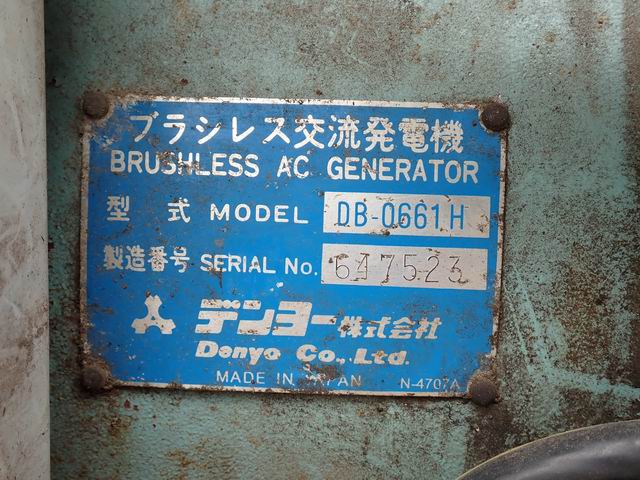 ブラシレス交流発電機
BRUSHLESS AC GENERATOR
型式 MODEL DB-0661H
製造番号 SERIAL No. 647523
デンヨー株式会社
Denyo Co., Ltd.
MADE IN JAPAN N-4707A